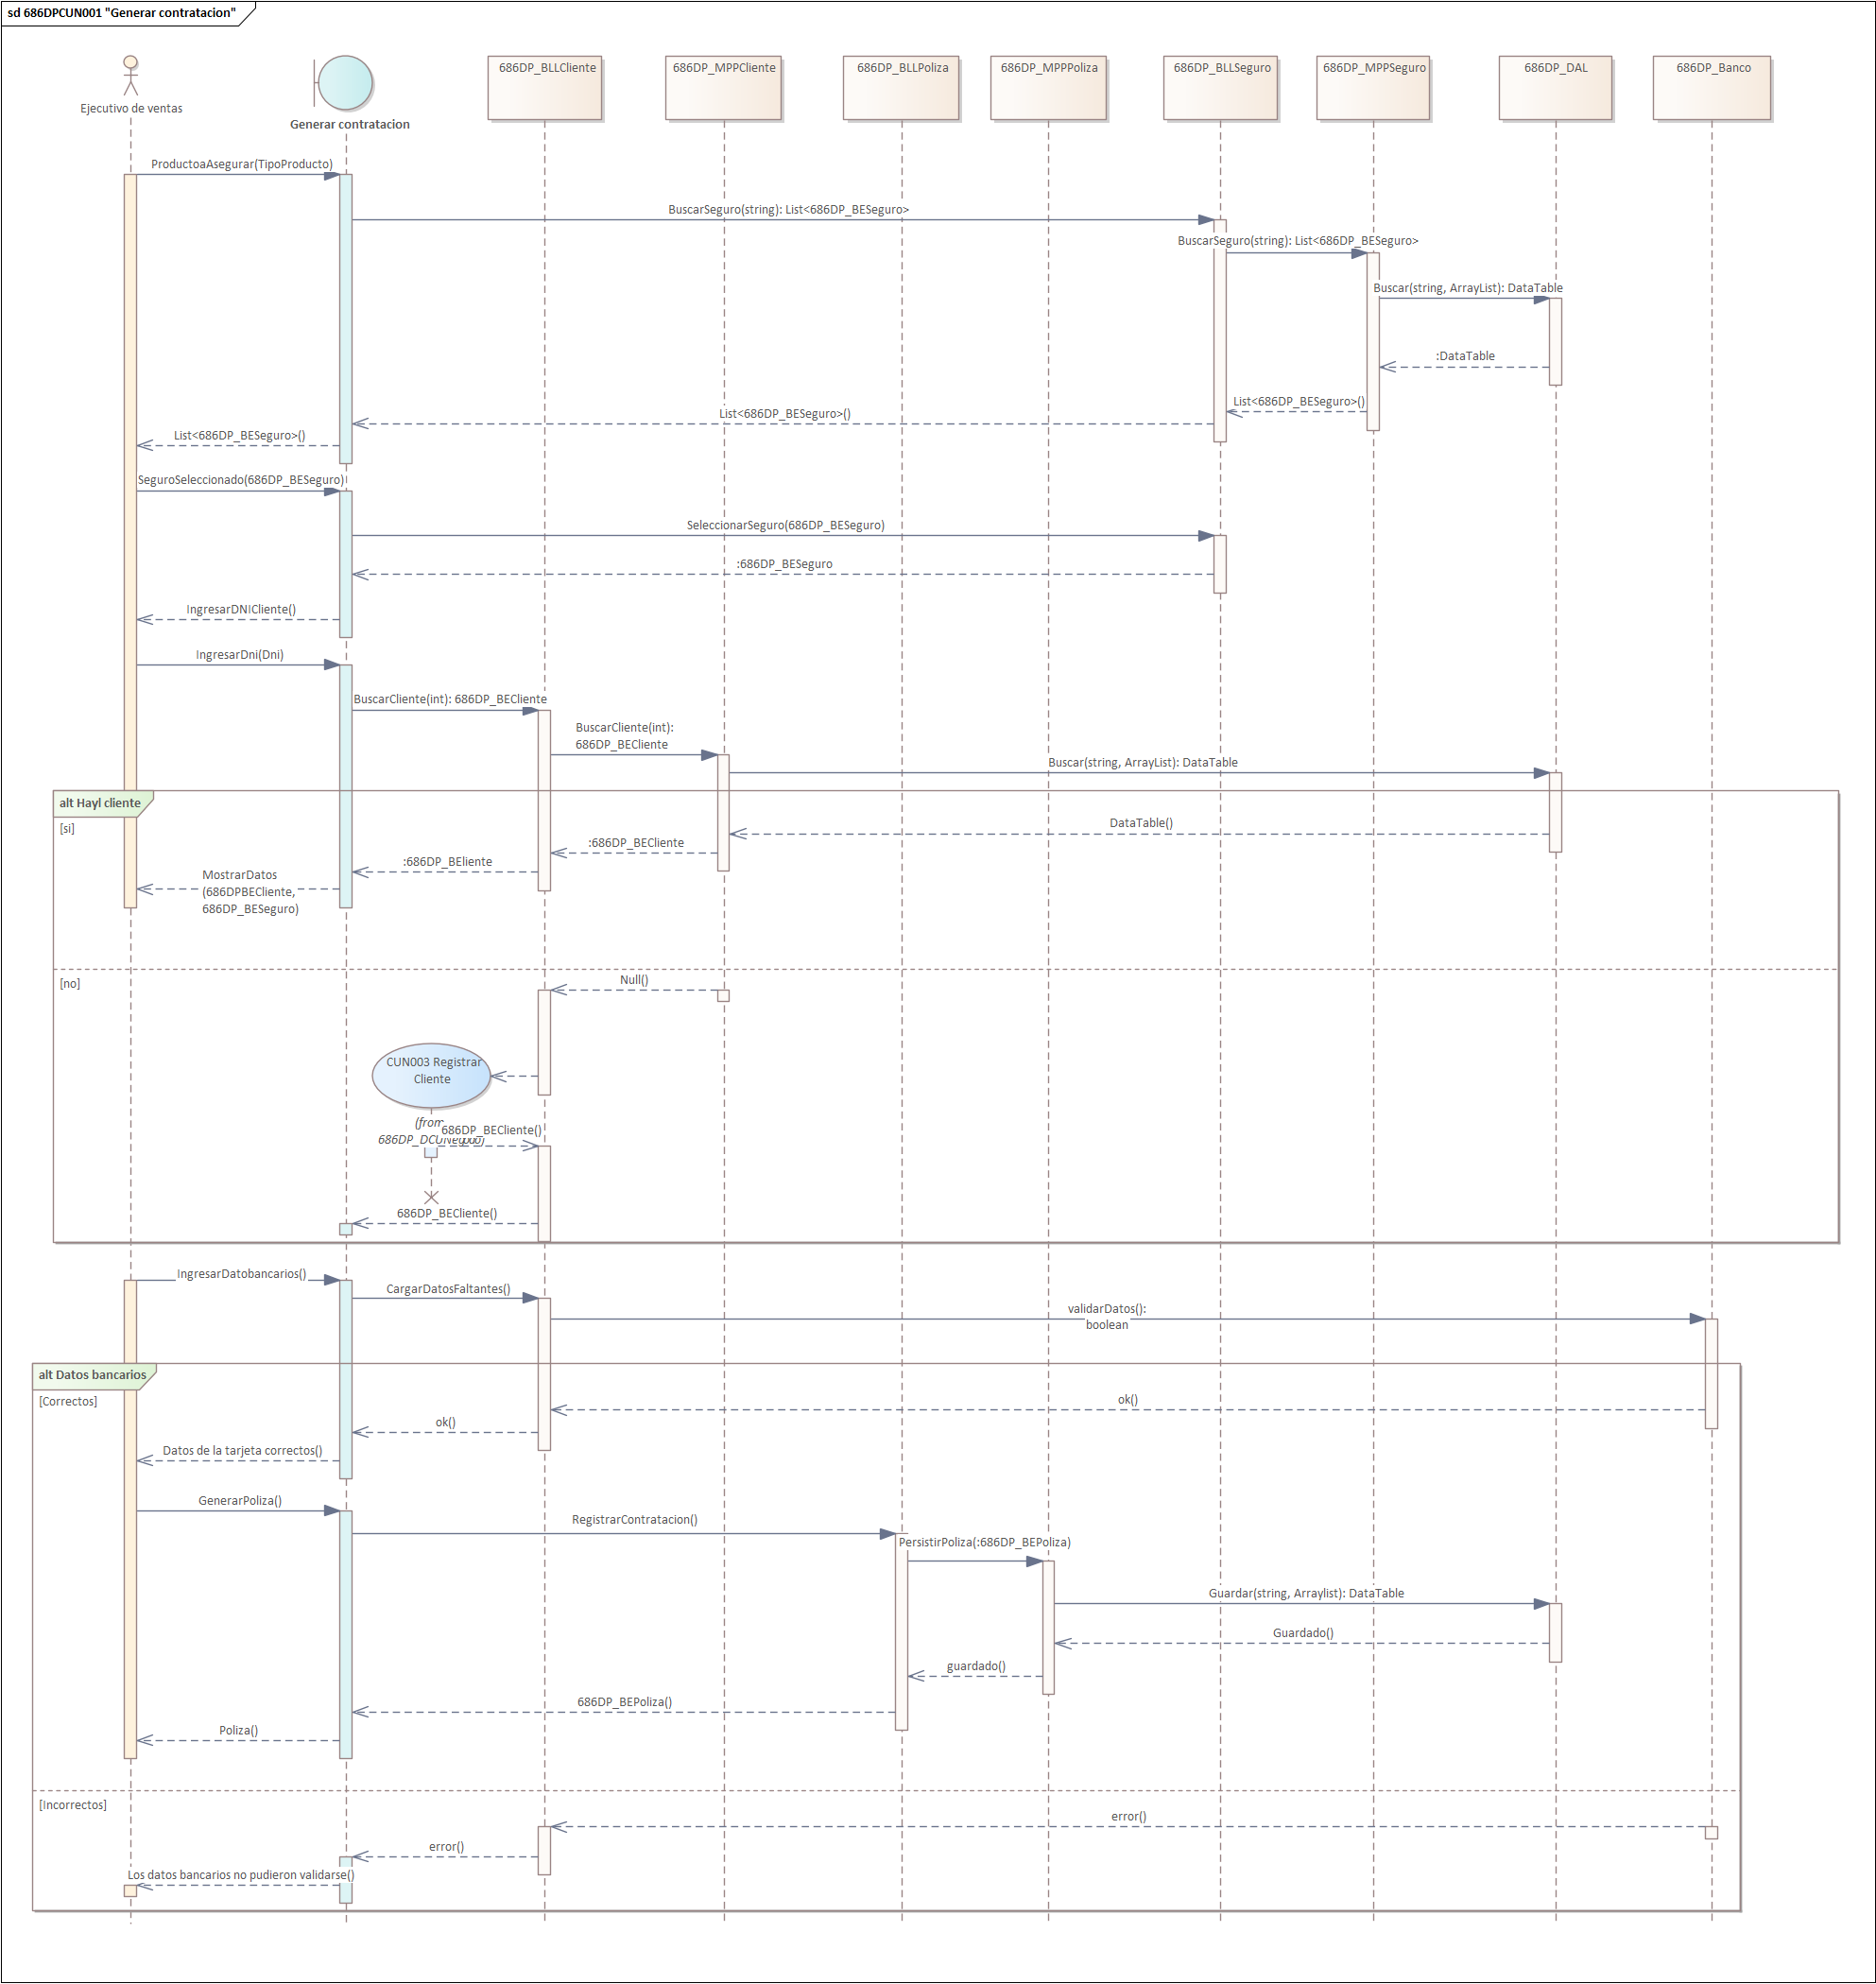 sd 686DPCUN001 "Generar contratacion"
Ejecutivo de ventas
Generar contratacion
686DP_BLLCliente
686DP_MPPCliente
686DP_BLLPoliza
686DP_MPPPoliza
686DP_BLLSeguro
686DP_MPPSeguro
686DP_DAL
686DP_Banco
ProductoaAsegurar(TipoProducto)
BuscarSeguro(string): List<686DP_BESeguro>
BuscarSeguro(string): List<686DP_BESeguro>
Buscar(string, ArrayList): DataTable
:DataTable
List<686DP_BESeguro>()
List<686DP_BESeguro>()
List<686DP_BESeguro>()
SeguroSeleccionado(686DP_BESeguro)
SeleccionarSeguro(686DP_BESeguro)
:686DP_BESeguro
IngresarDNICliente()
IngresarDni(Dni)
BuscarCliente(int): 686DP_BECliente
BuscarCliente(int):
686DP_BECliente
Buscar(string, ArrayList): DataTable
alt Hayl cliente
[si]
DataTable()
:686DP_BECliente
:686DP_BEliente
MostrarDatos
(686DPBECliente,
686DP_BESeguro)
[no]
Null()
CUN003 Registrar
Cliente
(from
686DP_BECliente()
686DP_BECliente()
IngresarDatobancarios()
CargarDatosFaltantes()
validarDatos():
boolean
alt Datos bancarios
[Correctos]
ok()
ok()
Datos de la tarjeta correctos()
GenerarPoliza()
RegistrarContratacion()
PersistirPoliza(:686DP_BEPoliza)
Guardar(string, Arraylist): DataTable
Guardado()
guardado()
686DP_BEPoliza()
Poliza()
[Incorrectos]
error()
error()
Los datos bancarios no pudieron validarse()